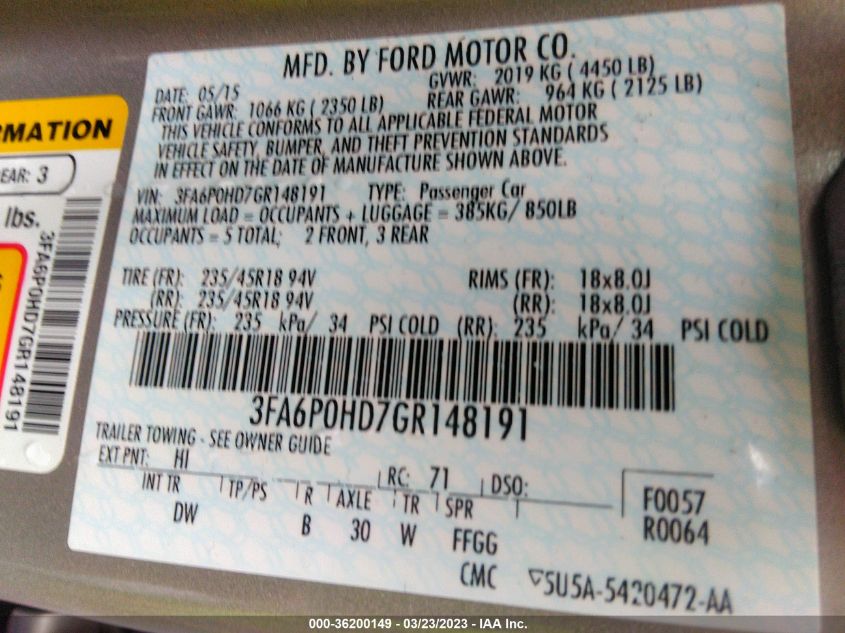 MFD. BY FORD MOTOR CO.
DATE: 05/15 GVWR: 2019 KG ( 4450 LB)
FRONT GAWR: 1066 KG ( 2350 LB) REAR GAWR: 964 KG ( 2125 LB)
THIS VEHICLE CONFORMS TO ALL APPLICABLE FEDERAL MOTOR
VEHICLE SAFETY, BUMPER, AND THEFT PREVENTION STANDARDS
IN EFFECT ON THE DATE OF MANUFACTURE SHOWN ABOVE.
VIN: 3FA6P0HD7GR148191 TYPE: Passenger Car
MAXIMUM LOAD = OCCUPANTS + LUGGAGE = 385KG/ 850LB
OCCUPANTS = 5 TOTAL; 2 FRONT, 3 REAR
TIRE (FR): 235/45R18 94V RIMS (FR): 18x8.0J
(RR): 235/45R18 94V (RR): 18x8.0J
PRESSURE (FR): 235 kPa/ 34 PSI COLD (RR): 235 kPa/ 34 PSI COLD
3FA6P0HD7GR148191
TRAILER TOWING - SEE OWNER GUIDE
EXT PNT: HI RC: 71 DSO:
INT TR TP/PS R AXLE TR SPR F0057
DW B 30 W FFGG R0064
CMC 5U5A-5420472-AA
RMATION
EAR: 3
lbs.
3FA6P0HD7GR148191
000-36200149 - 03/23/2023 - IAA Inc.